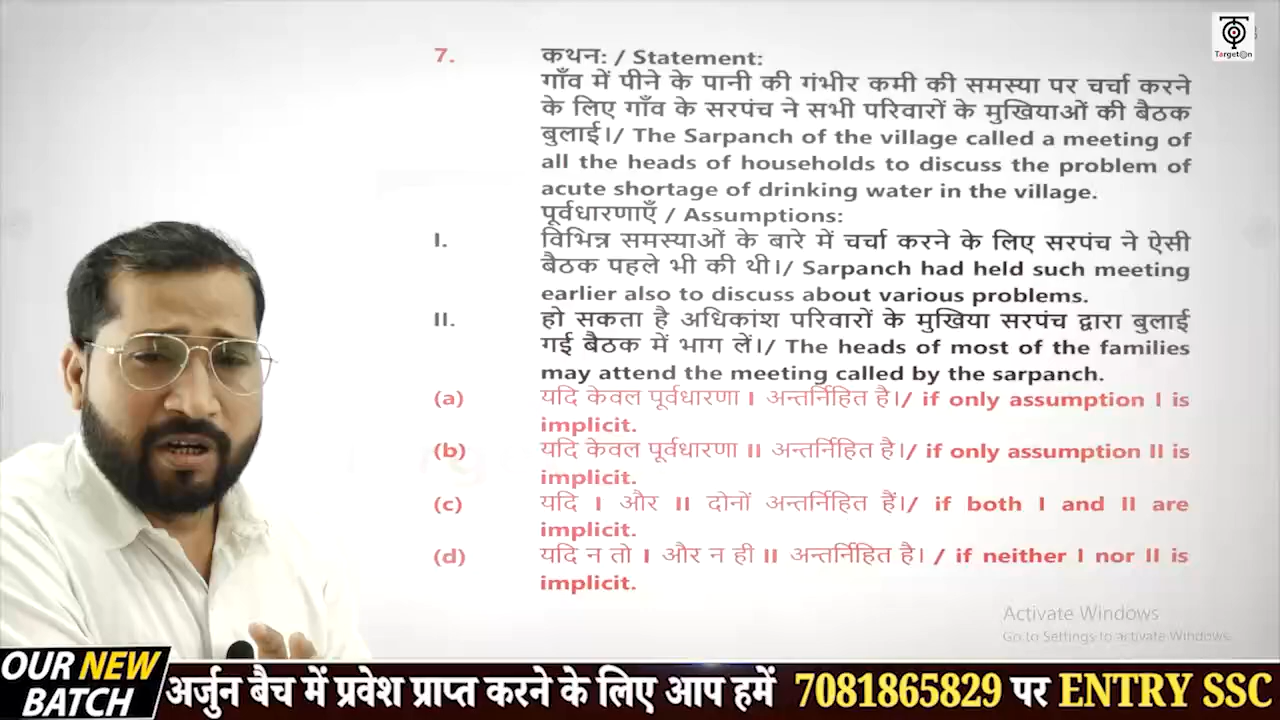 TargetOn
7. कथन: / Statement:
गाँव में पीने के पानी की गंभीर कमी की समस्या पर चर्चा करने
के लिए गाँव के सरपंच ने सभी परिवारों के मुखियाओं की बैठक
बुलाई।/ The Sarpanch of the village called a meeting of
all the heads of households to discuss the problem of
acute shortage of drinking water in the village.
पूर्वधारणाएँ / Assumptions:
I. विभिन्न समस्याओं के बारे में चर्चा करने के लिए सरपंच ने ऐसी
बैठक पहले भी की थी।/ Sarpanch had held such meeting
earlier also to discuss about various problems.
II. हो सकता है अधिकांश परिवारों के मुखिया सरपंच द्वारा बुलाई
गई बैठक में भाग लें।/ The heads of most of the families
may attend the meeting called by the sarpanch.
(a) यदि केवल पूर्वधारणा I अन्तर्निहित है।/ if only assumption I is
implicit.
(b) यदि केवल पूर्वधारणा II अन्तर्निहित है।/ if only assumption II is
implicit.
(c) यदि I और II दोनों अन्तर्निहित हैं।/ if both I and II are
implicit.
(d) यदि न तो I और न ही II अन्तर्निहित है। / if neither I nor II is
implicit.
Activate Windows
Go to Settings to activate Windows.
OUR NEW
BATCH
अर्जुन बैच में प्रवेश प्राप्त करने के लिए आप हमें 7081865829 पर ENTRY SSC